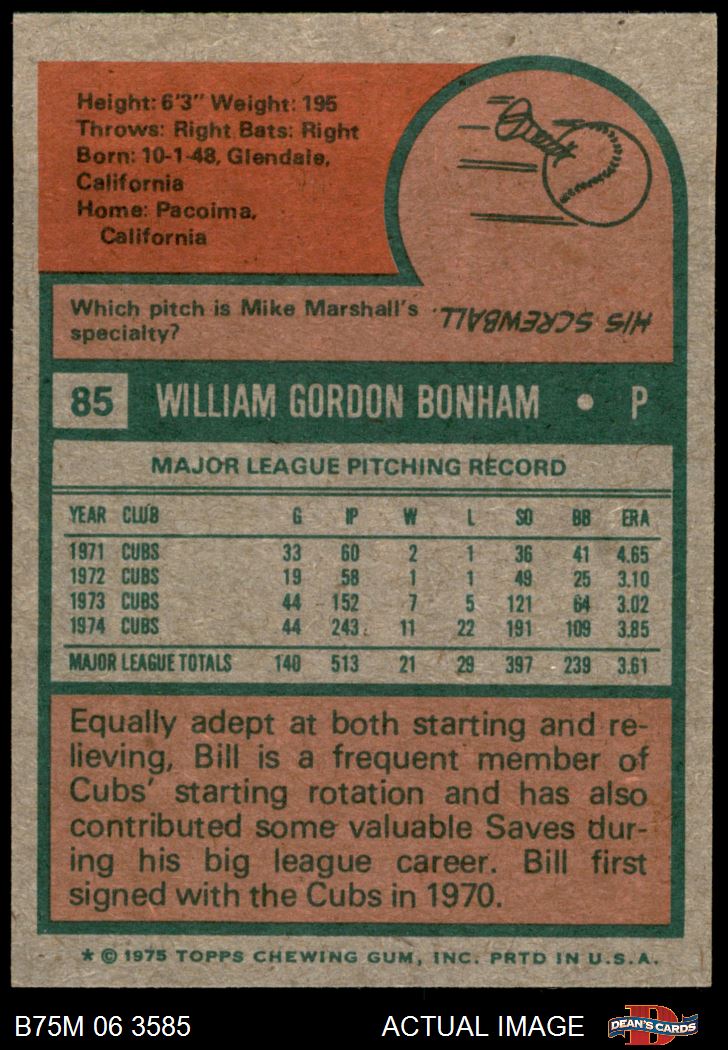 Height: 6'3" Weight: 195
Throws: Right Bats: Right
Born: 10-1-48, Glendale,
California
Home: Pacoima,
California
Which pitch is Mike Marshall's
specialty?
HIS SCREWBALL
85 WILLIAM GORDON BONHAM • P
MAJOR LEAGUE PITCHING RECORD
YEAR CLUB G IP W L SO BB ERA
1971 CUBS 33 60 2 1 36 41 4.65
1972 CUBS 19 58 1 1 49 25 3.10
1973 CUBS 44 152 7 5 121 64 3.02
1974 CUBS 44 243 11 22 191 109 3.85
MAJOR LEAGUE TOTALS 140 513 21 29 397 239 3.61
Equally adept at both starting and re-
lieving, Bill is a frequent member of
Cubs' starting rotation and has also
contributed some valuable Saves dur-
ing his big league career. Bill first
signed with the Cubs in 1970.
* © 1975 TOPPS CHEWING GUM, INC. PRTD IN U.S.A.
B75M 06 3585 ACTUAL IMAGE D DEAN'S CARDS